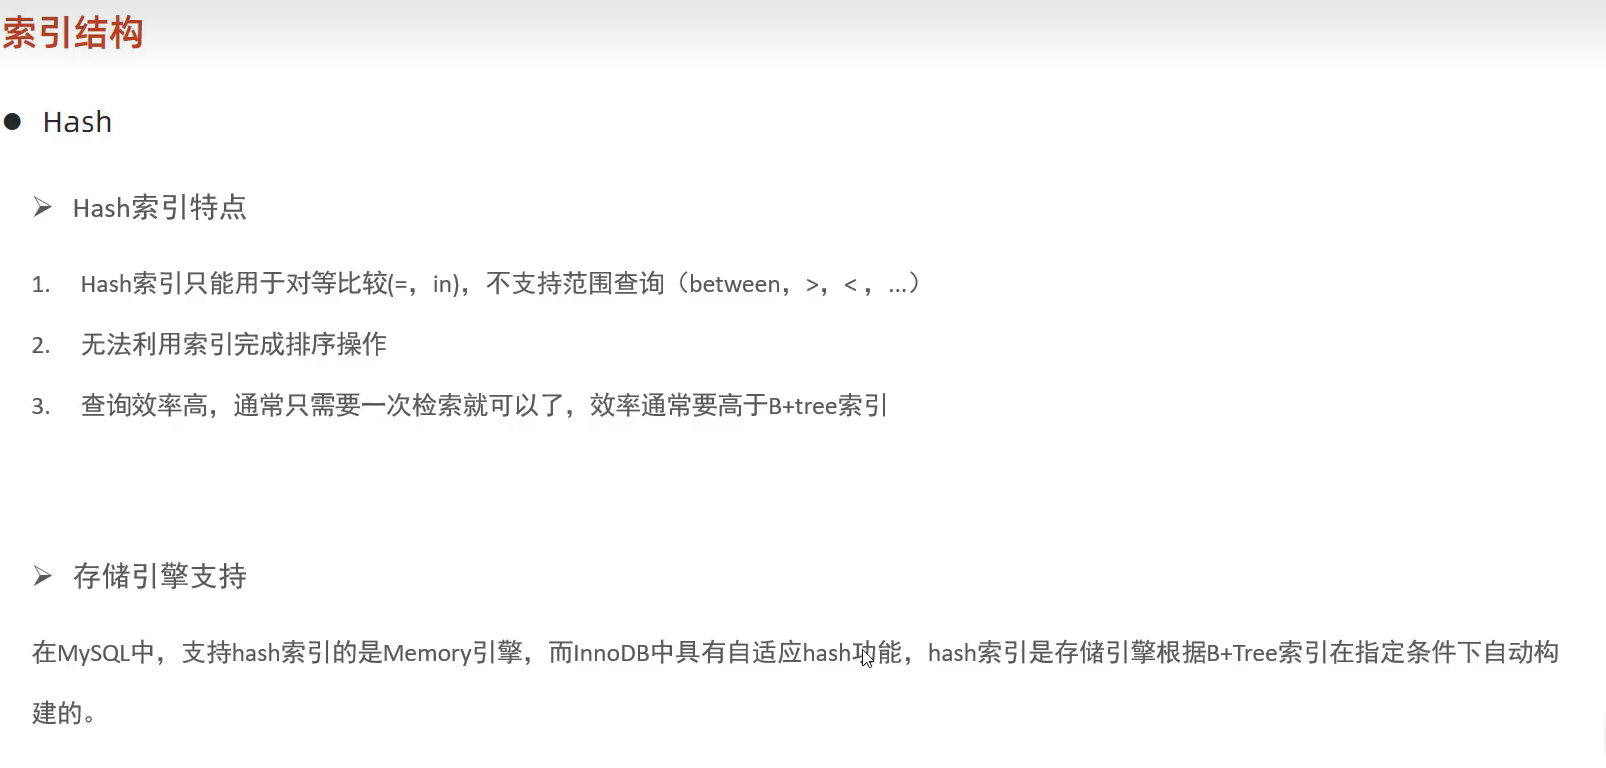 索引结构
● Hash
➢ Hash索引特点
1. Hash索引只能用于对等比较(=，in)，不支持范围查询（between，>，< ，...）
2. 无法利用索引完成排序操作
3. 查询效率高，通常只需要一次检索就可以了，效率通常要高于B+tree索引
➢ 存储引擎支持
在MySQL中，支持hash索引的是Memory引擎，而InnoDB中具有自适应hash功能，hash索引是存储引擎根据B+Tree索引在指定条件下自动构
建的。